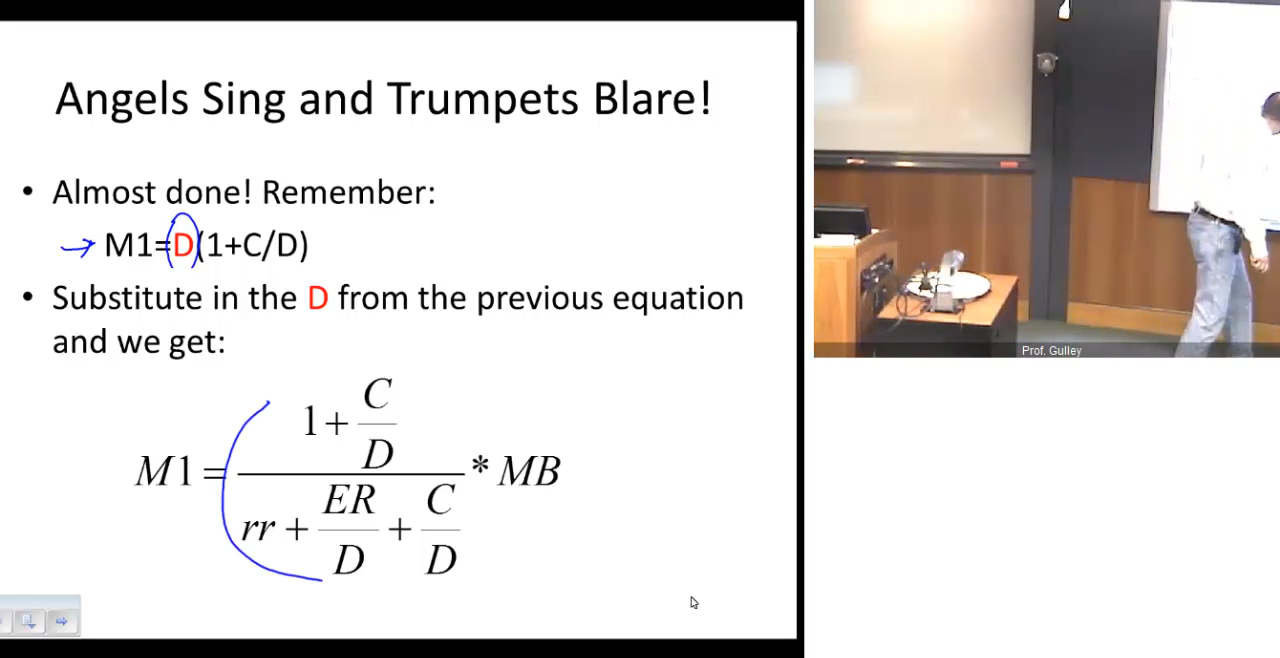 Angels Sing and Trumpets Blare!
• Almost done! Remember:
→ M1=D(1+C/D)
• Substitute in the D from the previous equation
and we get:
M1 = (1 + C/D) / (rr + ER/D + C/D) * MB
Prof. Gulley